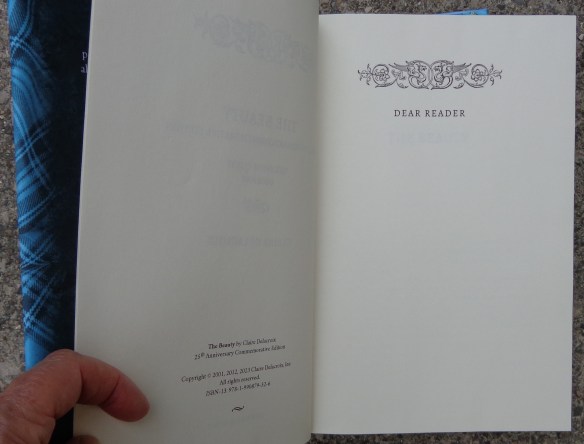 The Beauty by Claire Delacroix
25th Anniversary Commemorative Edition
Copyright © 2001, 2012, 2023 Claire Delacroix, Inc.
All rights reserved.
DEAR READER